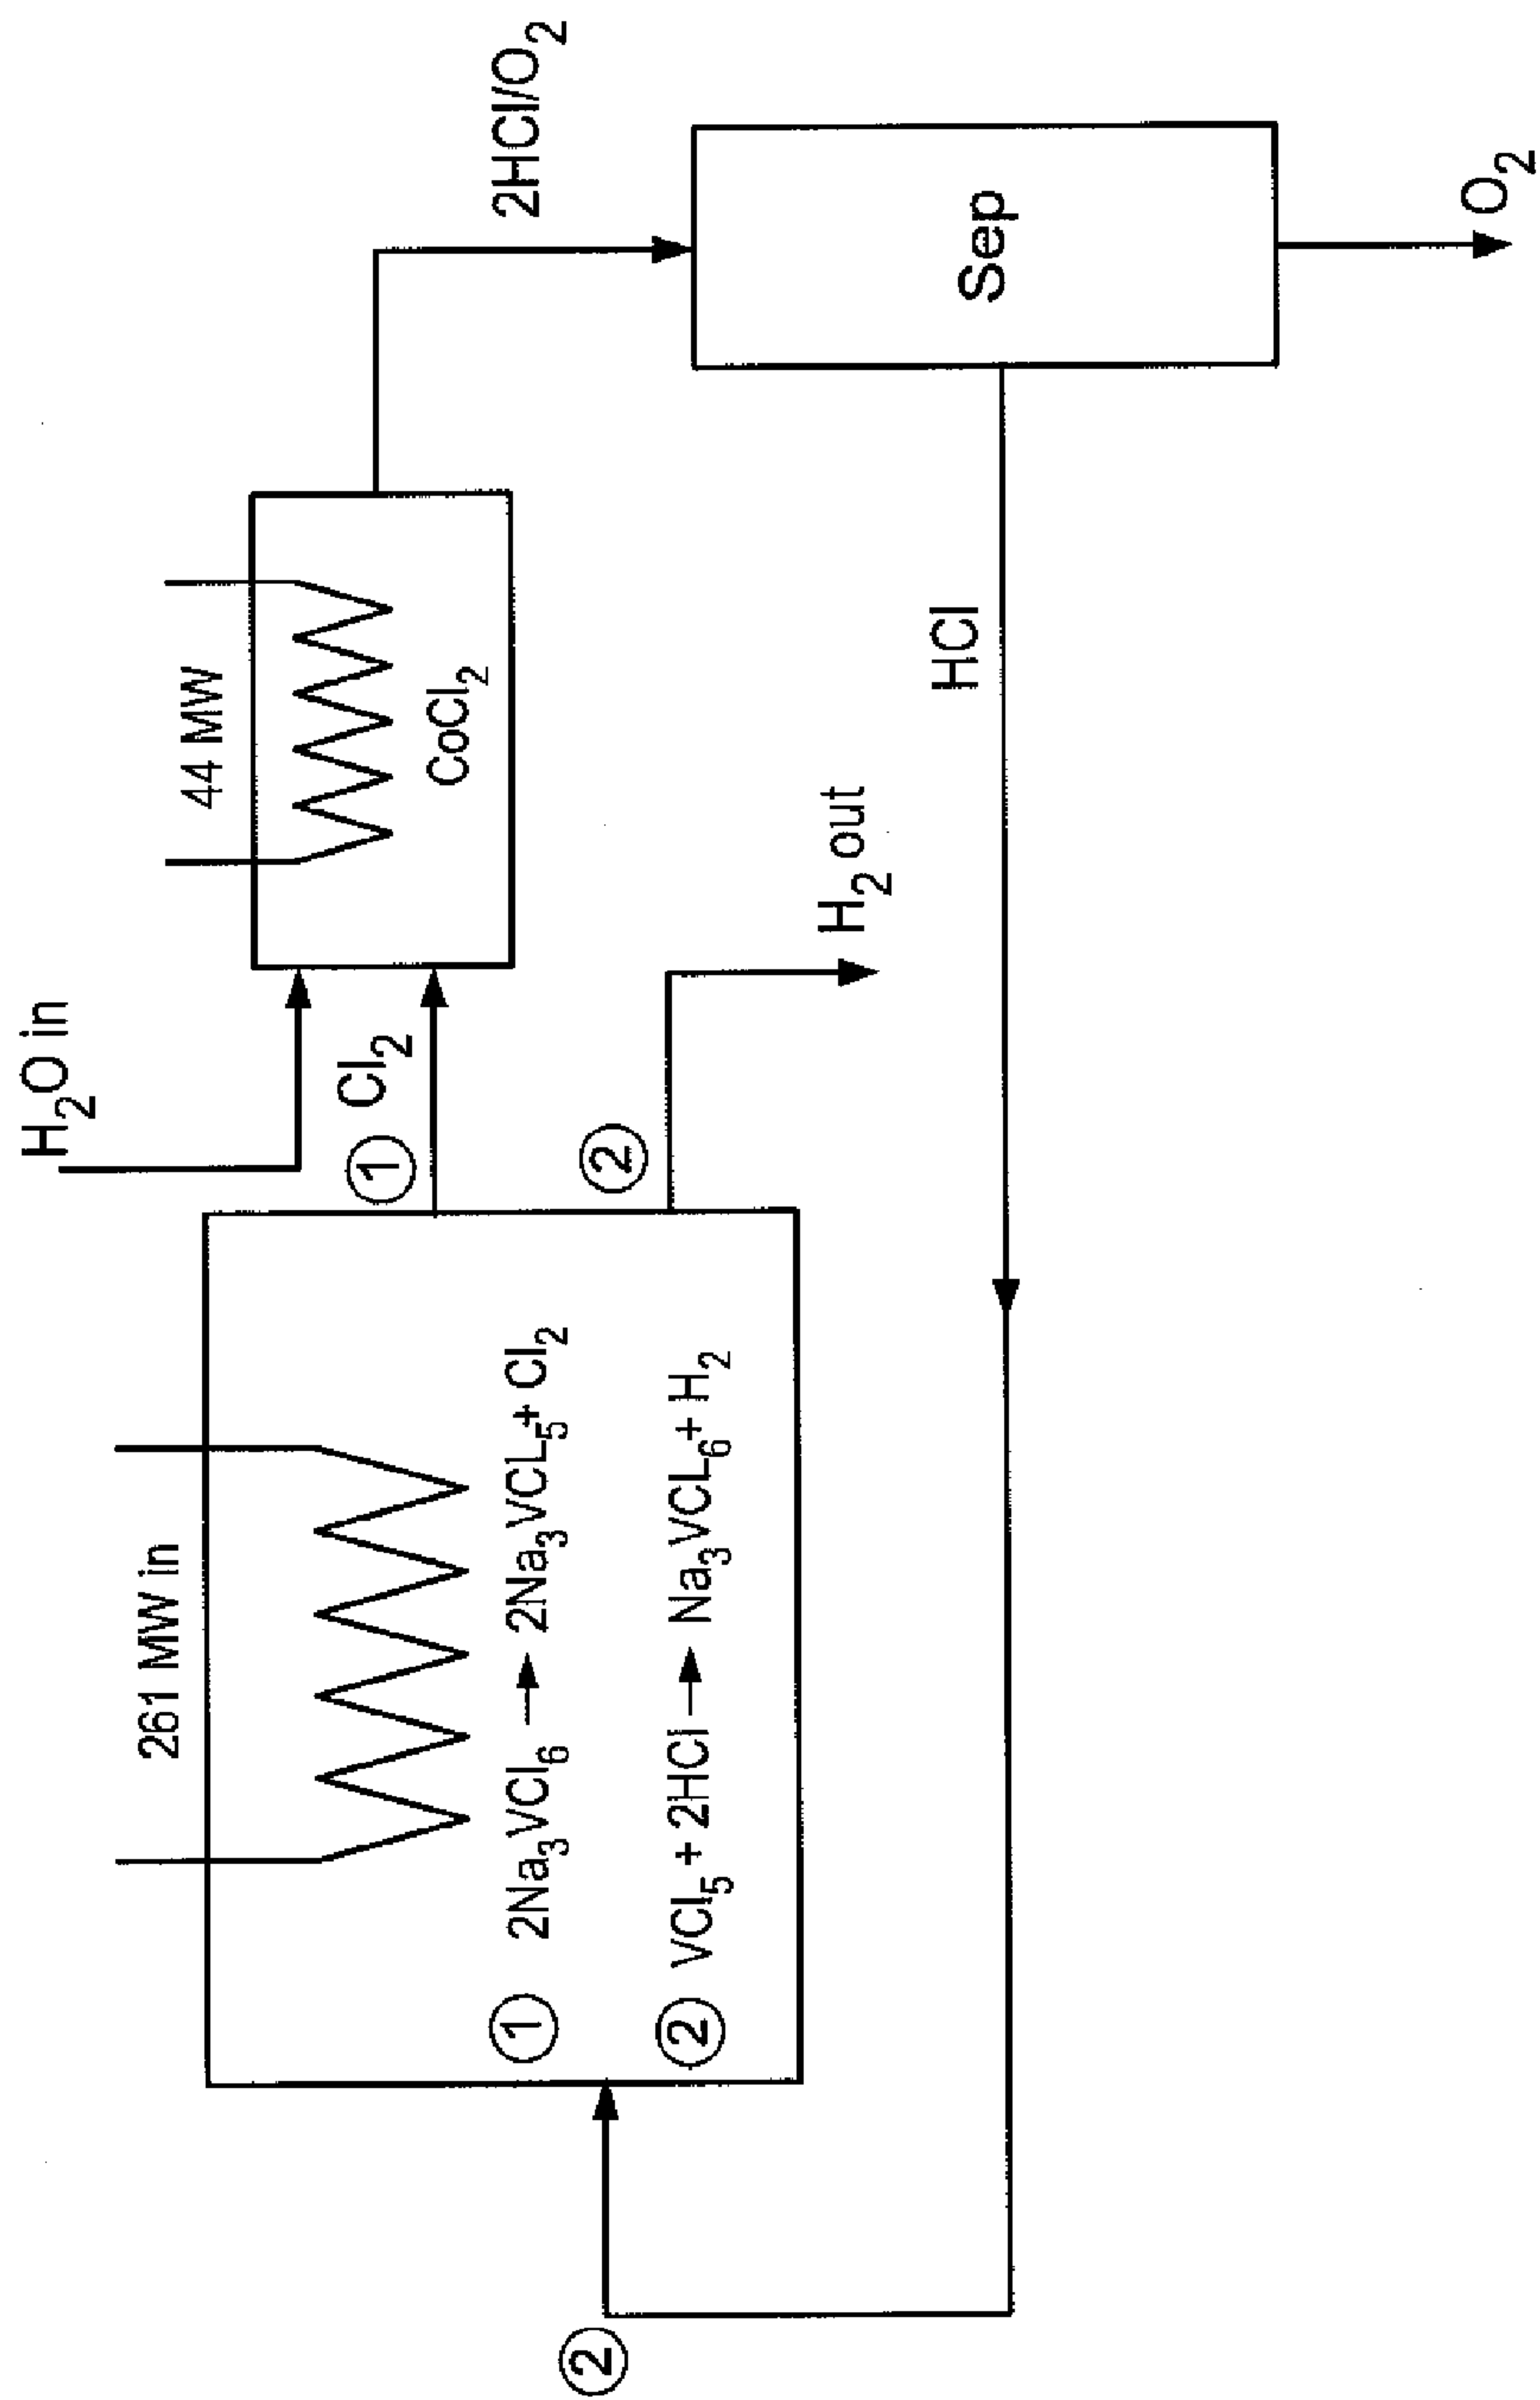 261 MW in
① 2Na₃VCl₆ → 2Na₃VCL₅+ Cl₂
② VCl₅ + 2HCl → Na₃VCL₆+ H₂
②
H₂O in
① Cl₂
②
H₂ out
44 MW
CoCl₂
2HCl/O₂
Sep
HCl
O₂